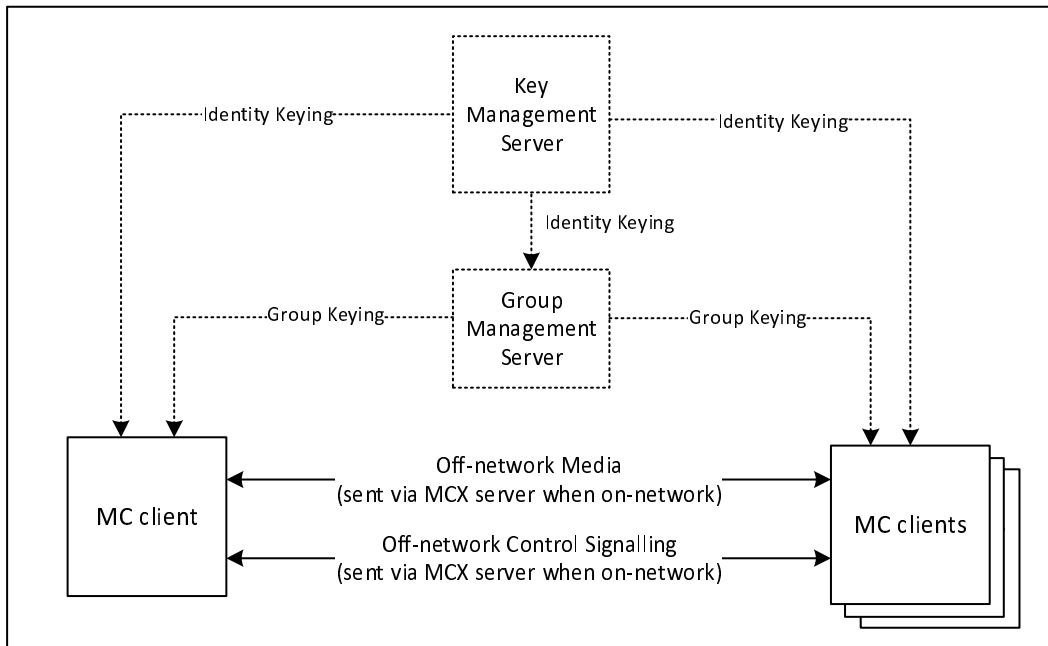 Key
Management
Server
Identity Keying
Identity Keying
Identity Keying
Group
Management
Server
Group Keying
Group Keying
MC client
Off-network Media
(sent via MCX server when on-network)
Off-network Control Signalling
(sent via MCX server when on-network)
MC clients